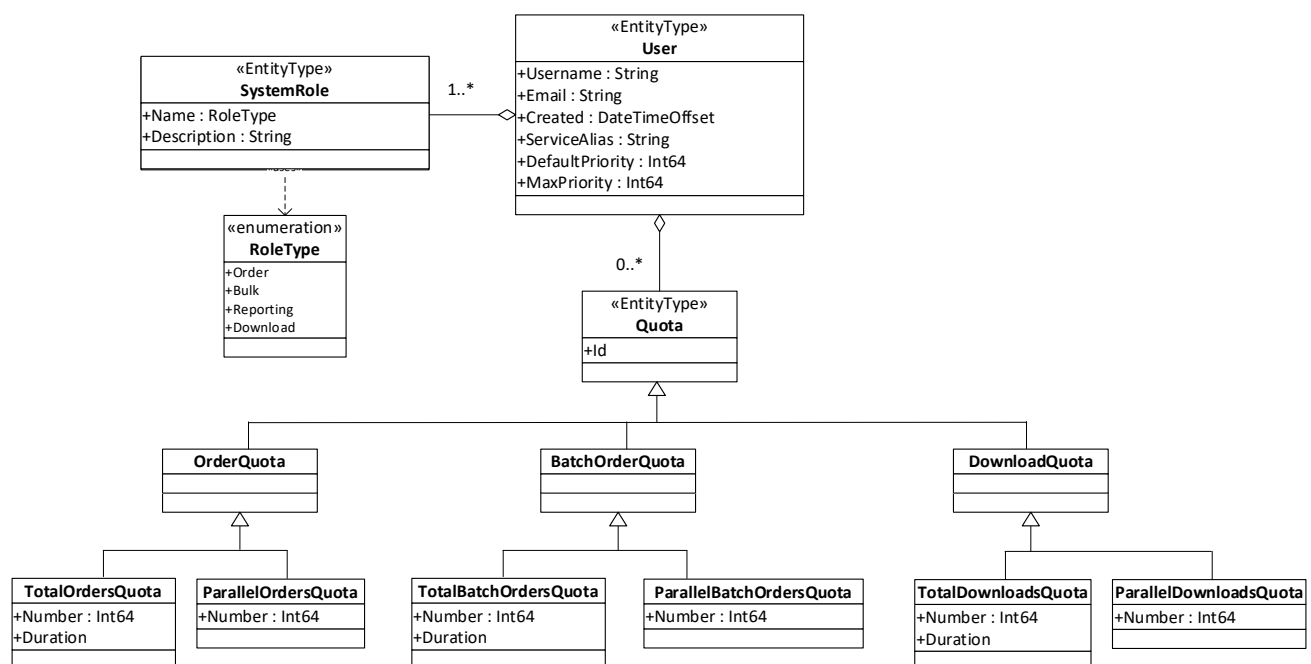 «EntityType»
User
+Username : String
+Email : String
+Created : DateTimeOffset
+ServiceAlias : String
+DefaultPriority : Int64
+MaxPriority : Int64
«EntityType»
SystemRole
+Name : RoleType
+Description : String
1..*
«enumeration»
RoleType
+Order
+Bulk
+Reporting
+Download
0..*
«EntityType»
Quota
+Id
OrderQuota
BatchOrderQuota
DownloadQuota
TotalOrdersQuota
+Number : Int64
+Duration
ParallelOrdersQuota
+Number : Int64
TotalBatchOrdersQuota
+Number : Int64
+Duration
ParallelBatchOrdersQuota
+Number : Int64
TotalDownloadsQuota
+Number : Int64
+Duration
ParallelDownloadsQuota
+Number : Int64